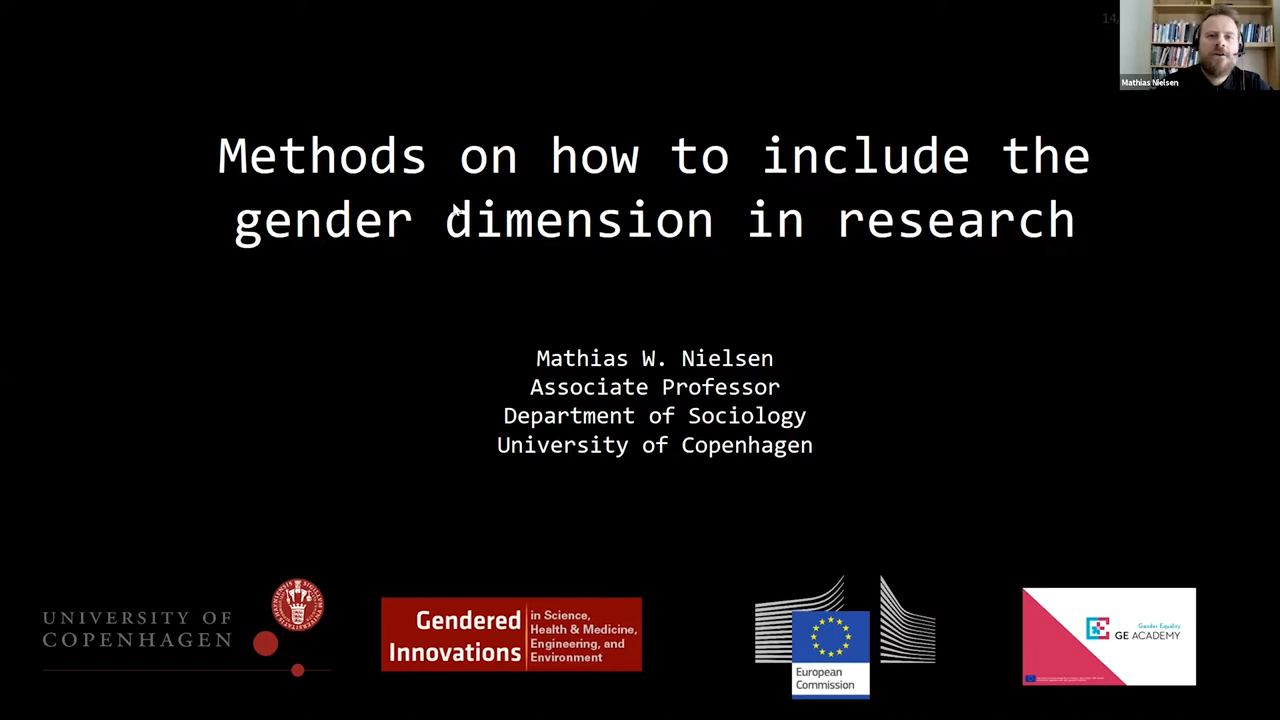 14
Mathias Nielsen
Methods on how to include the
gender dimension in research
Mathias W. Nielsen
Associate Professor
Department of Sociology
University of Copenhagen
UNIVERSITY OF
COPENHAGEN
Gendered
Innovations
in Science,
Health & Medicine,
Engineering, and
Environment
European
Commission
Gender Equality
GE ACADEMY